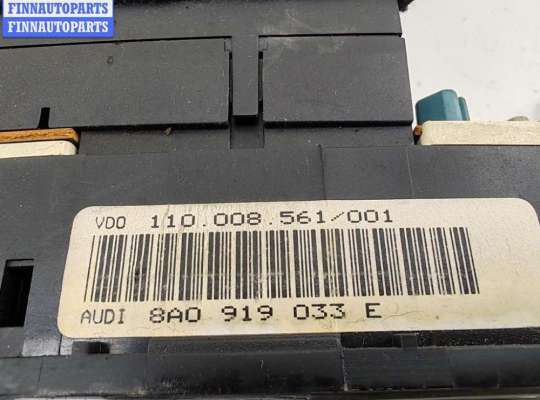 FINNAUTOPARTS
FINNAUTOPARTS
VDO 110.008.561/001
AUDI 8A0 919 033 E